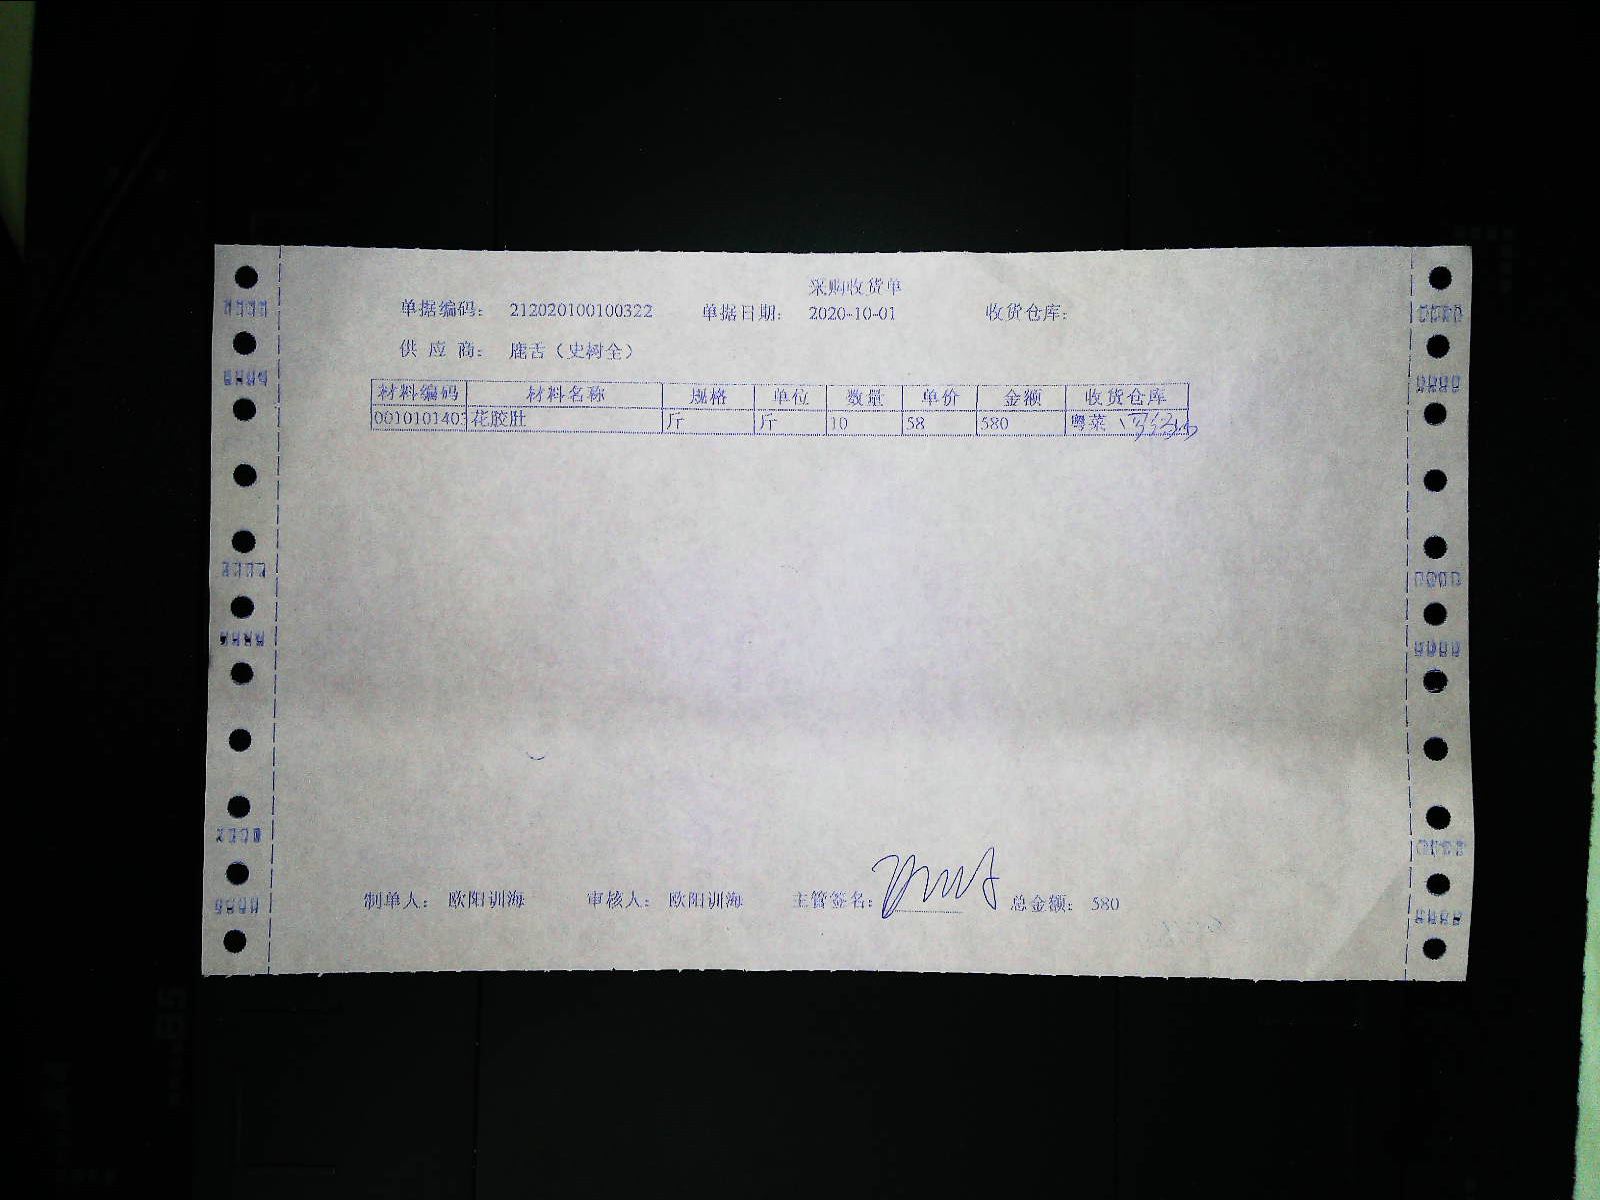 采购收货单
单据编码： 212020100100322 单据日期： 2020-10-01 收货仓库：
供 应 商： 鹿舌（史树全）
材料编码 材料名称 规格 单位 数量 单价 金额 收货仓库
0010101403 花胶肚 斤 斤 10 58 580 粤菜
制单人： 欧阳训海 审核人： 欧阳训海 主管签名： 总金额： 580